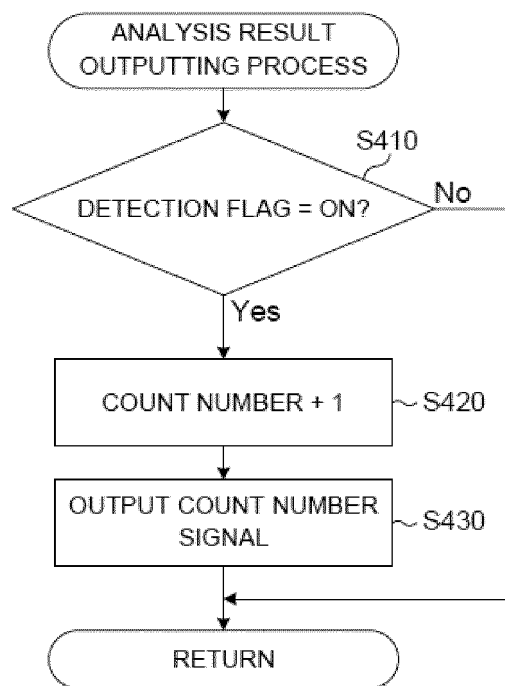 ANALYSIS RESULT
OUTPUTTING PROCESS
S410
DETECTION FLAG = ON?
No
Yes
COUNT NUMBER + 1
S420
OUTPUT COUNT NUMBER
SIGNAL
S430
RETURN